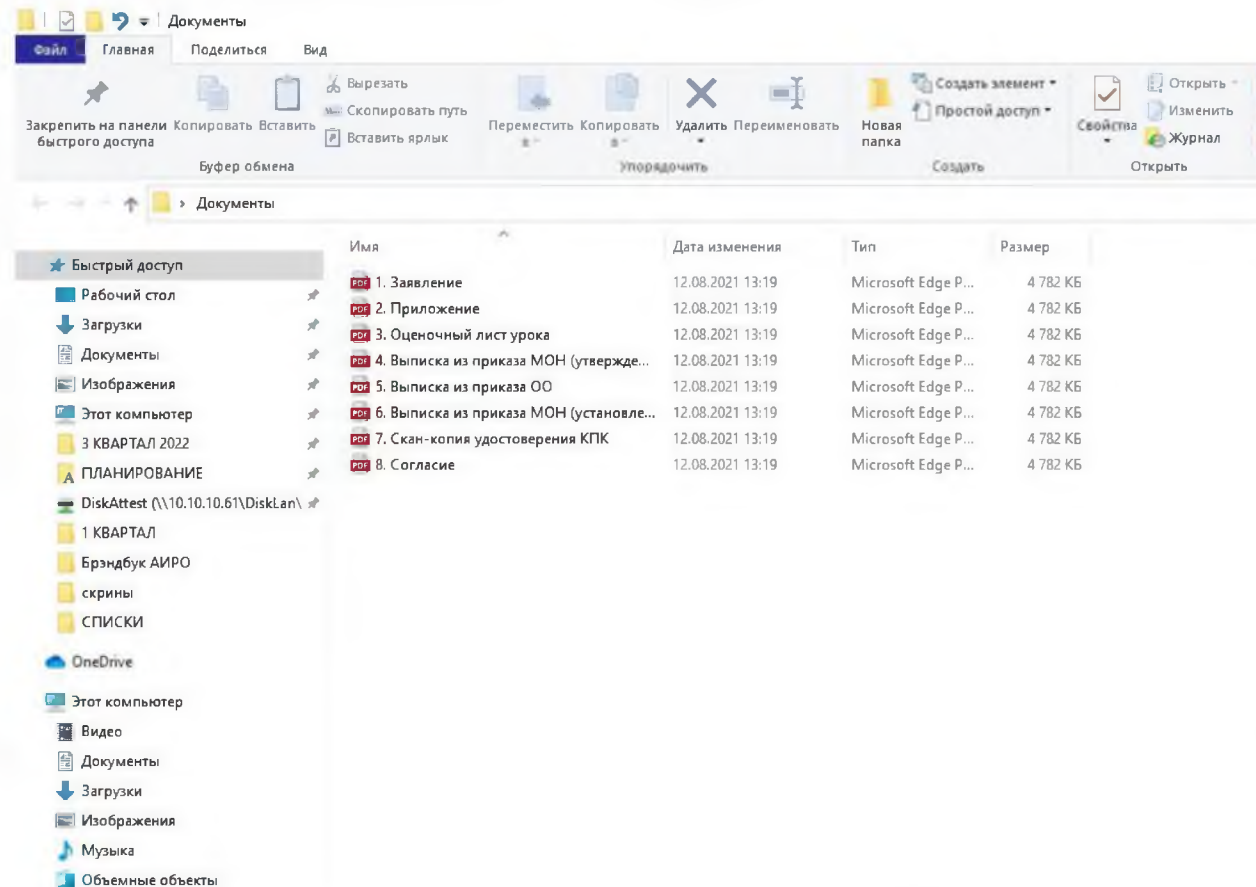 Документы
Файл Главная Поделиться Вид
Закрепить на панели быстрого доступа
Копировать
Вставить
Вырезать
Скопировать путь
Вставить ярлык
Буфер обмена
Переместить в
Копировать в
Удалить
Переименовать
Упорядочить
Новая папка
Создать элемент
Простой доступ
Создать
Свойства
Открыть
Изменить
Журнал
Открыть
Документы
Имя Дата изменения Тип Размер
PDF 1. Заявление 12.08.2021 13:19 Microsoft Edge P... 4 782 КБ
PDF 2. Приложение 12.08.2021 13:19 Microsoft Edge P... 4 782 КБ
PDF 3. Оценочный лист урока 12.08.2021 13:19 Microsoft Edge P... 4 782 КБ
PDF 4. Выписка из приказа МОН (утвержде... 12.08.2021 13:19 Microsoft Edge P... 4 782 КБ
PDF 5. Выписка из приказа ОО 12.08.2021 13:19 Microsoft Edge P... 4 782 КБ
PDF 6. Выписка из приказа МОН (установле... 12.08.2021 13:19 Microsoft Edge P... 4 782 КБ
PDF 7. Скан-копия удостоверения КПК 12.08.2021 13:19 Microsoft Edge P... 4 782 КБ
PDF 8. Согласие 12.08.2021 13:19 Microsoft Edge P... 4 782 КБ
Быстрый доступ
Рабочий стол
Загрузки
Документы
Изображения
Этот компьютер
3 КВАРТАЛ 2022
ПЛАНИРОВАНИЕ
DiskAttest (\\10.10.10.61\DiskLan\
1 КВАРТАЛ
Брэндбук АИРО
скрины
СПИСКИ
OneDrive
Этот компьютер
Видео
Документы
Загрузки
Изображения
Музыка
Объемные объекты